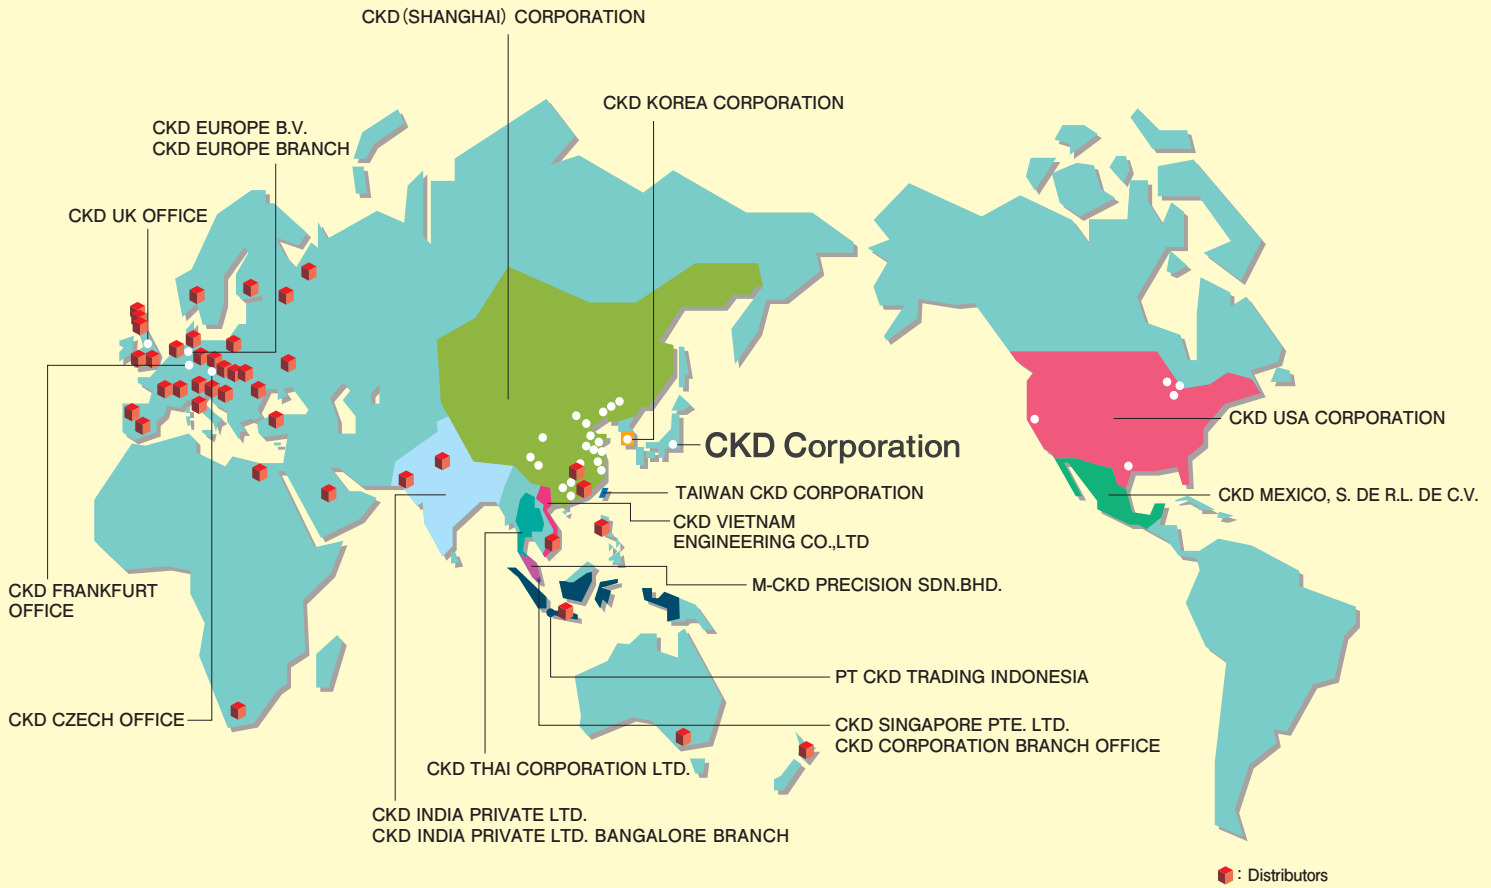 CKD(SHANGHAI) CORPORATION
CKD KOREA CORPORATION
CKD EUROPE B.V.
CKD EUROPE BRANCH
CKD UK OFFICE
CKD USA CORPORATION
CKD Corporation
TAIWAN CKD CORPORATION
CKD MEXICO, S. DE R.L. DE C.V.
CKD VIETNAM
ENGINEERING CO.,LTD
M-CKD PRECISION SDN.BHD.
CKD FRANKFURT
OFFICE
PT CKD TRADING INDONESIA
CKD CZECH OFFICE
CKD SINGAPORE PTE. LTD.
CKD CORPORATION BRANCH OFFICE
CKD THAI CORPORATION LTD.
CKD INDIA PRIVATE LTD.
CKD INDIA PRIVATE LTD. BANGALORE BRANCH
: Distributors